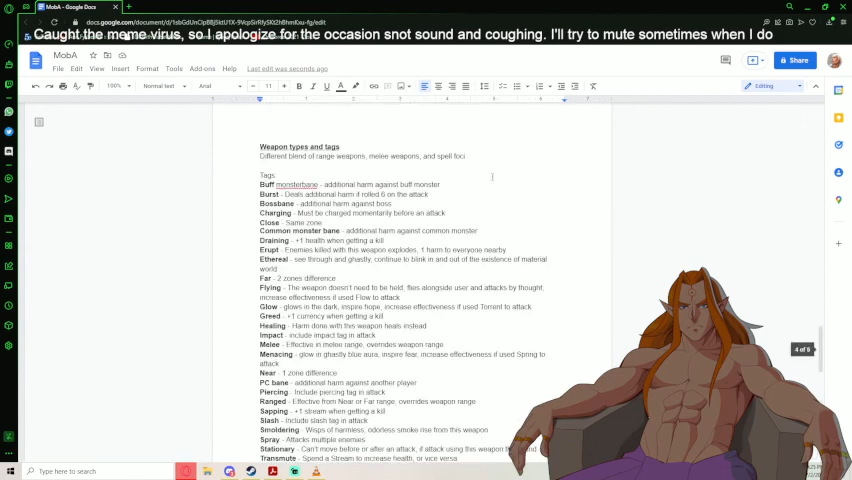 MobA
docs.google.com/document/d/
Caught the meme virus, so I apologize for the occasion snot sound and coughing. I'll try to mute sometimes when I do
MobA
File Edit View Insert Format Tools Add-ons Help Last edit was seconds ago
Share
100% Normal text Arial 11 Editing
Weapon types and tags
Different blend of range weapons, melee weapons, and spell foci
Tags
Buff monsterbane - additional harm against buff monster
Burst - Deals additional harm if rolled 6 on the attack
Bossbane - additional harm against boss
Charging - Must be charged momentarily before an attack
Close - Same zone
Common monster bane - additional harm against common monster
Draining - +1 health when getting a kill
Erupt - Enemies killed with this weapon explodes, 1 harm to everyone nearby
Ethereal - see through and ghastly, continue to blink in and out of the existence of material
world
Far - 2 zones difference
Flying - The weapon doesn't need to be held, flies alongside user and attacks by thought,
increase effectiveness if used Flow to attack
Glow - glows in the dark, inspire hope, increase effectiveness if used Torrent to attack
Greed - +1 currency when getting a kill
Healing - Harm done with this weapon heals instead
Impact - include impact tag in attack
Melee - Effective in melee range, overrides weapon range
Menacing - glow in ghastly blue aura, inspire fear, increase effectiveness if used Spring to
attack
Near - 1 zone difference
PC bane - additional harm against another player
Piercing - Include piercing tag in attack
Ranged - Effective from Near or Far range, overrides weapon range
Sapping - +1 stream when getting a kill
Slash - Include slash tag in attack
Smoldering - Wisps of harmless, odorless smoke rise from this weapon
Spray - Attacks multiple enemies
Stationary - Can't move before or after an attack, if attack using this weapon
Transmute - Spend a Stream to increase health, or vice versa
4 of 5
Type here to search